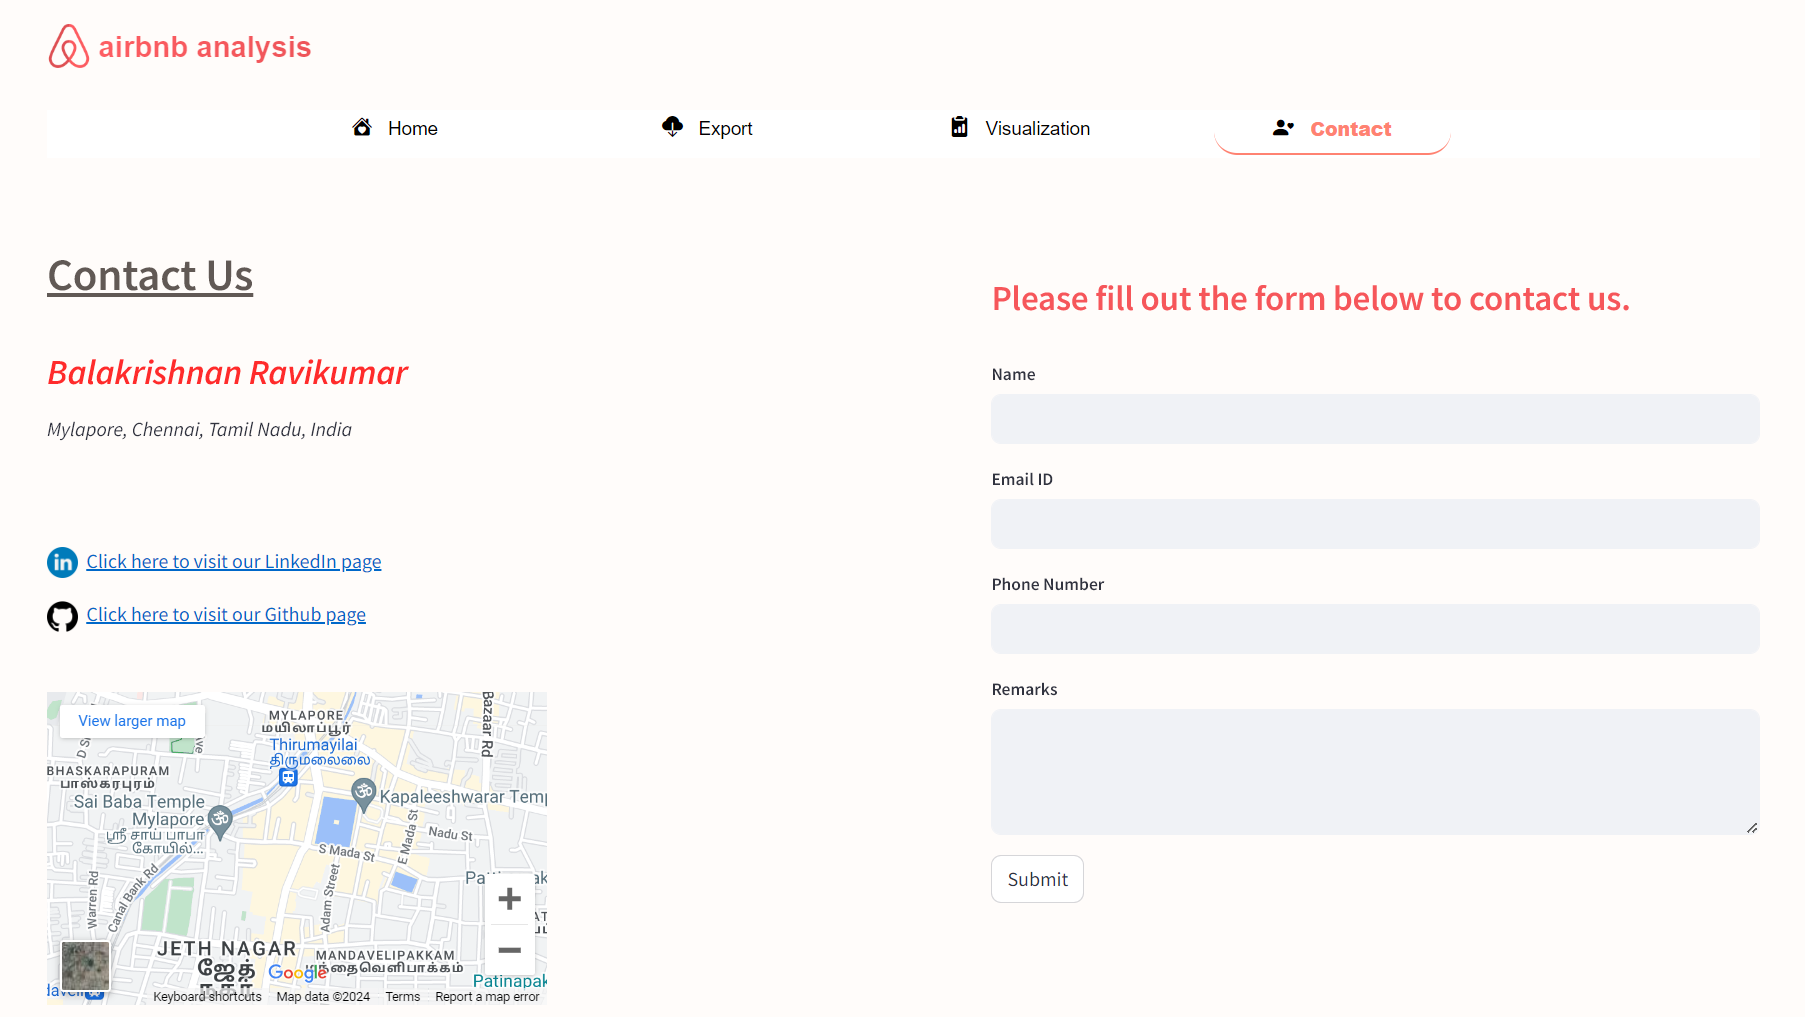 airbnb analysis
Home
Export
Visualization
Contact
Contact Us
Balakrishnan Ravikumar
Mylapore, Chennai, Tamil Nadu, India
Click here to visit our LinkedIn page
Click here to visit our Github page
Please fill out the form below to contact us.
Name
Email ID
Phone Number
Remarks
Submit
View larger map
MYLAPORE
மயிலாப்பூர்
Bazaar Rd
Thirumayilai
திருமலைலை
BHASKARAPURAM
பாஸ்கரபுரம்
Sai Baba Temple
Mylapore
ஸ்ரீ சாய் பாபா
கோயில்...
Kapaleeshwarar Temp
Nadu St
E Mada St
S Mada St
Adam Street
Warren Rd
Canal Bank Rd
JETH NAGAR
ஜேத்
MANDAVELIPAKKAM
Google
Patinapak
Keyboard shortcuts
Map data ©2024
Terms
Report a map error